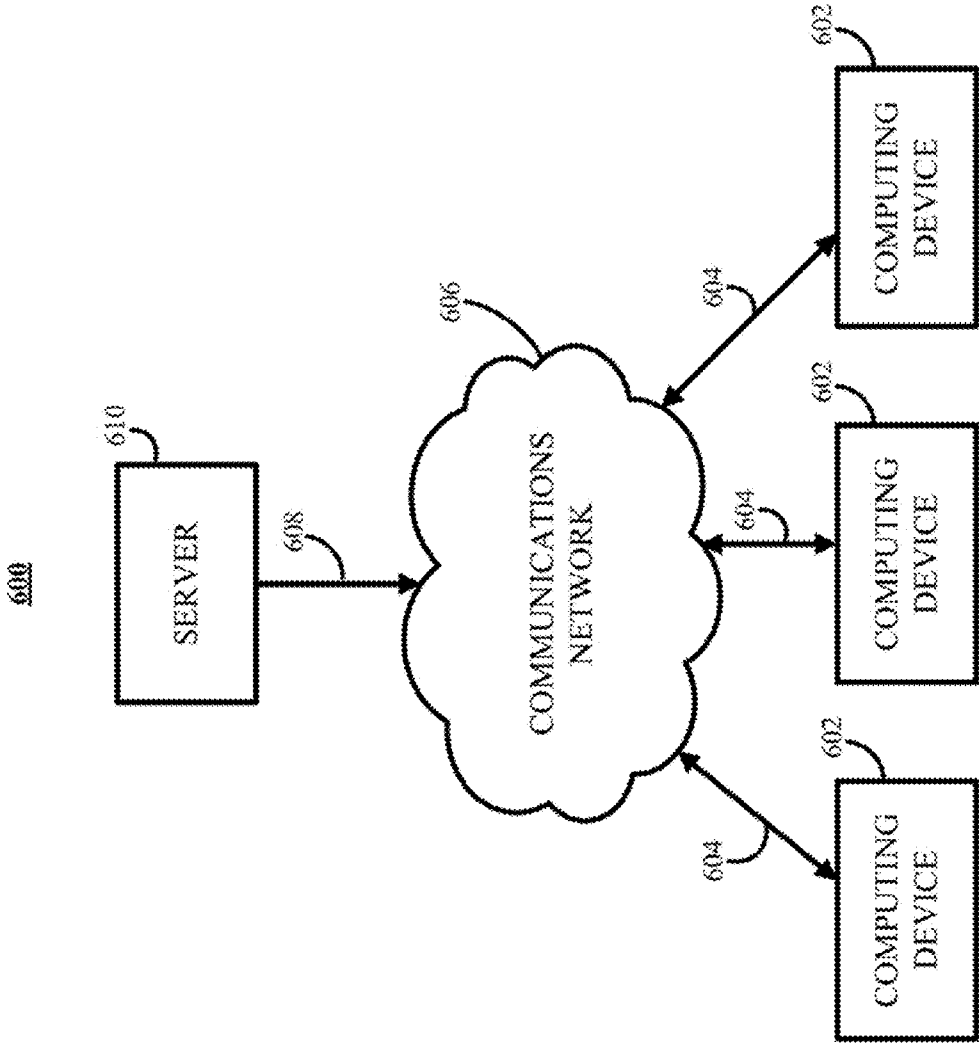 600
SERVER
610
608
COMMUNICATIONS
NETWORK
606
604
604
604
COMPUTING
DEVICE
602
COMPUTING
DEVICE
602
COMPUTING
DEVICE
602